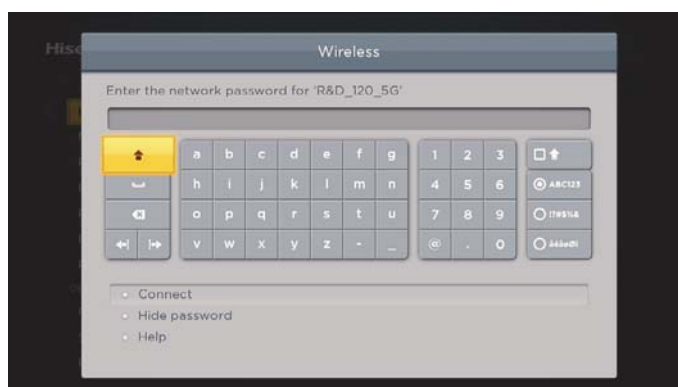 Hise
Wireless
Enter the network password for 'R&D_120_5G'
a b c d e f g 1 2 3
h i j k l m n 4 5 6 ABC123
o p q r s t u 7 8 9
v w x y z - _ @ . 0
Connect
Hide password
Help